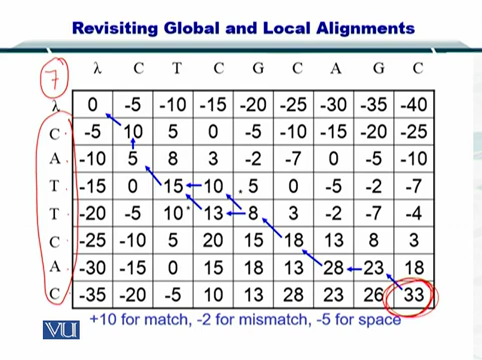 Revisiting Global and Local Alignments
7
λ C T C G C A G C
λ 0 -5 -10 -15 -20 -25 -30 -35 -40
C -5 10 5 0 -5 -10 -15 -20 -25
A -10 5 8 3 -2 -7 0 -5 -10
T -15 0 15 10 5 0 -5 -2 -7
T -20 -5 10 13 8 3 -2 -7 -4
C -25 -10 5 20 15 18 13 8 3
A -30 -15 0 15 18 13 28 23 18
C -35 -20 -5 10 13 28 23 26 33
VU +10 for match, -2 for mismatch, -5 for space